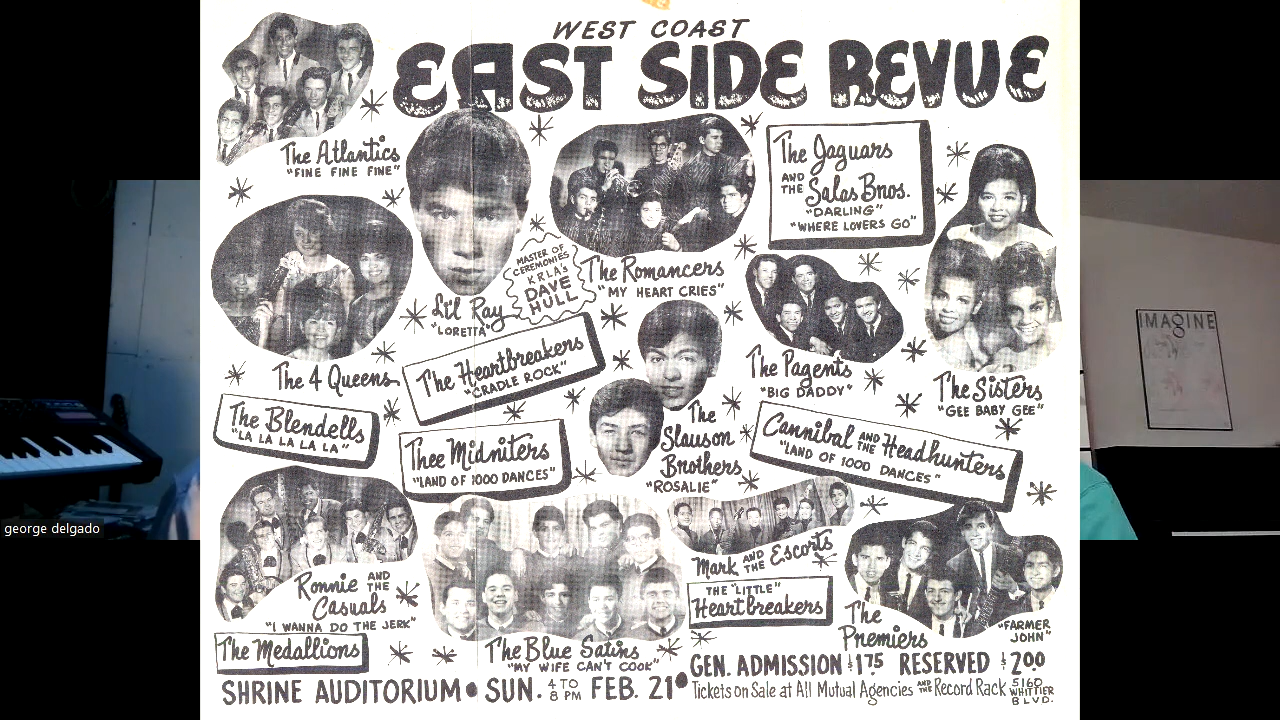 WEST COAST
EAST SIDE REVUE
The Atlantics
"FINE FINE FINE"
Li'l Ray
"LORETTA"
MASTER OF
CEREMONIES
KRLA's
DAVE
HULL
The Romancers
"MY HEART CRIES"
The Jaguars
AND
THE
Salas Bros.
"DARLING"
"WHERE LOVERS GO"
The 4 Queens
The Heartbreakers
"CRADLE ROCK"
The Pagents
"BIG DADDY"
The Sisters
"GEE BABY GEE"
The Blendells
"LA LA LA LA LA"
Thee Midniters
"LAND OF 1000 DANCES"
The
Slauson
Brothers
"ROSALIE"
Cannibal AND THE Headhunters
"LAND OF 1000 DANCES"
Ronnie AND THE
Casuals
"I WANNA DO THE JERK"
The Medallions
The Blue Satins
"MY WIFE CAN'T COOK"
Mark AND THE Escorts
THE "LITTLE"
Heartbreakers
The
Premiers
"FARMER
JOHN"
GEN. ADMISSION $1.75 RESERVED $2.00
SHRINE AUDITORIUM • SUN. 4 TO 8 PM FEB. 21 •
Tickets on Sale at All Mutual Agencies AND THE Record Rack 5160 WHITTIER BLVD.
george delgado
IMAGINE